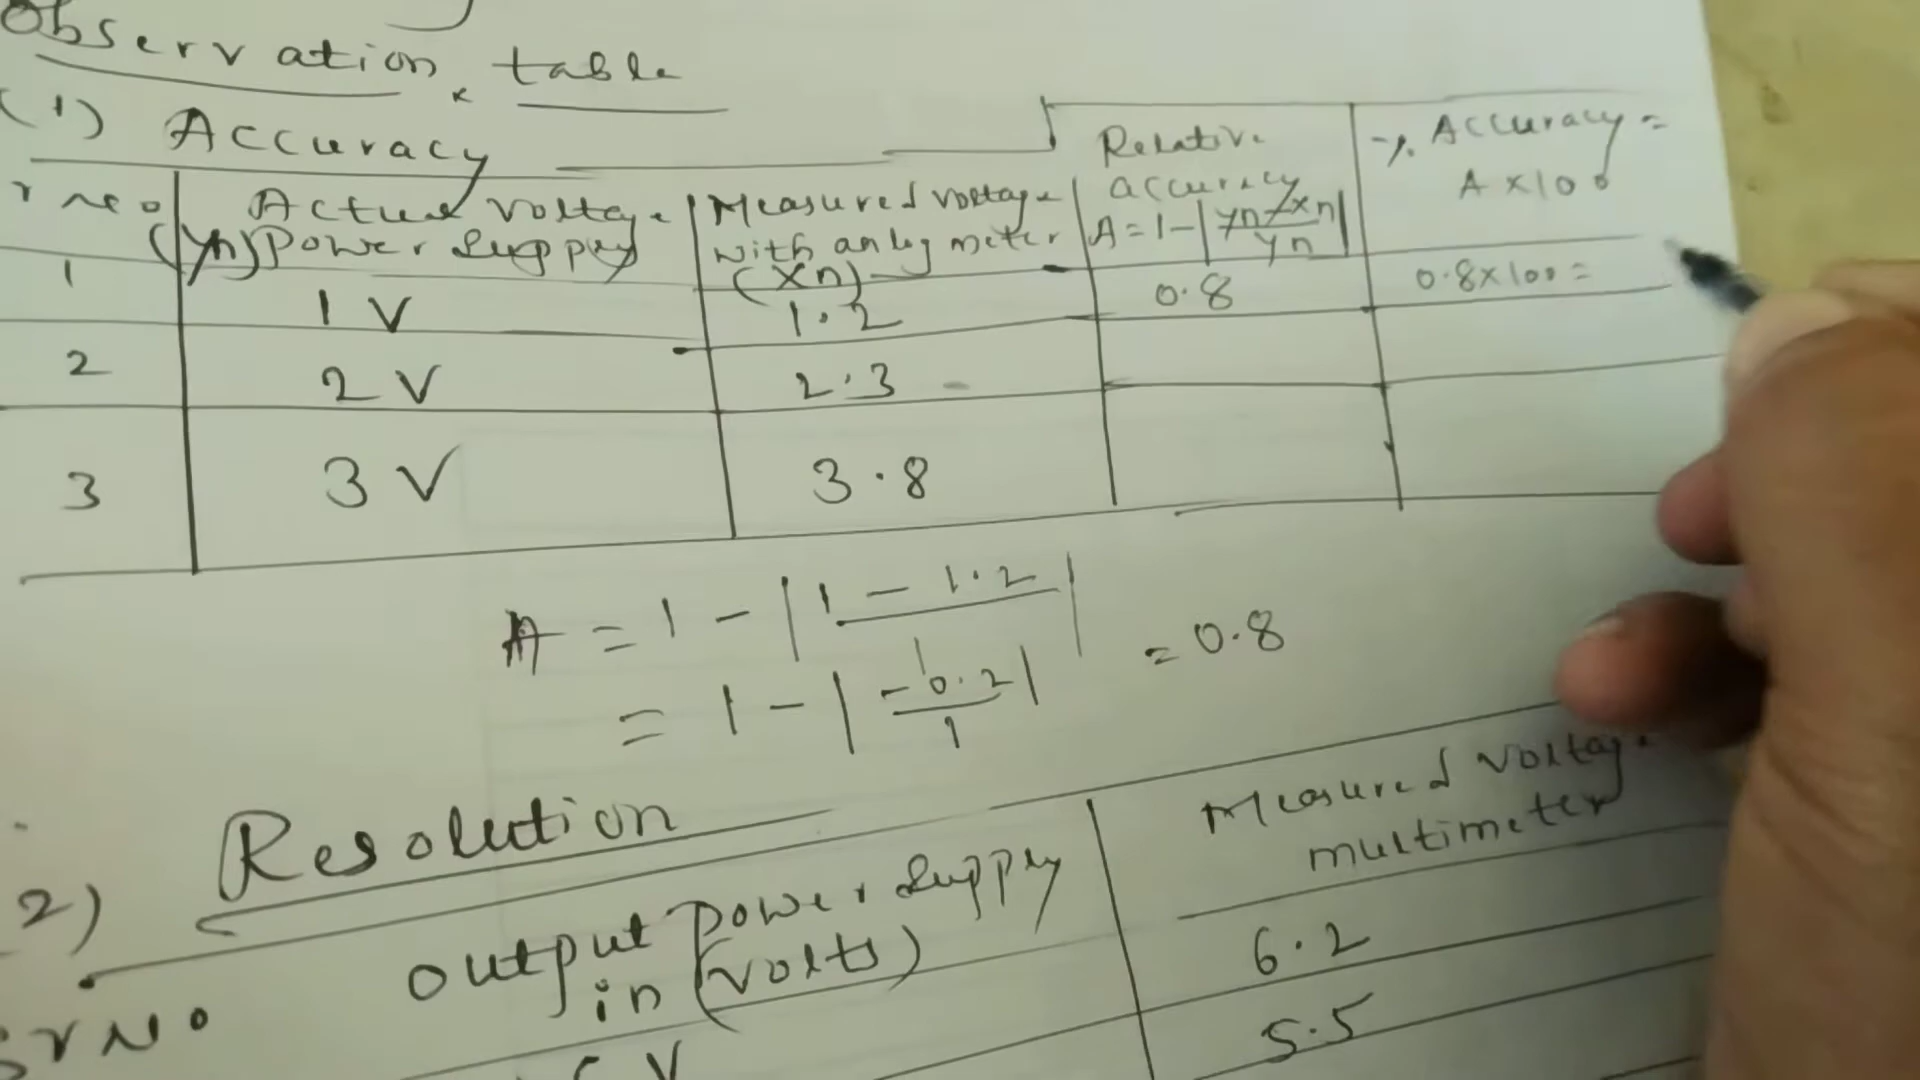 Observation table
(1) Accuracy
r No. | Actual voltage Power Supply (Yn) | Measured voltage with analog meter (Xn) | Relative accuracy A = 1 - |Yn - Xn / Yn| | % Accuracy = A x 100
1 | 1 V | 1.2 | 0.8 | 0.8 x 100 =
2 | 2 V | 2.3 -
3 | 3 V | 3.8
A = 1 - |1 - 1.2 / 1| = 0.8
= 1 - |-0.2 / 1|
2) Resolution
Sr No. | output power supply in (volts) | Measured voltage multimeter
6.2
5.5